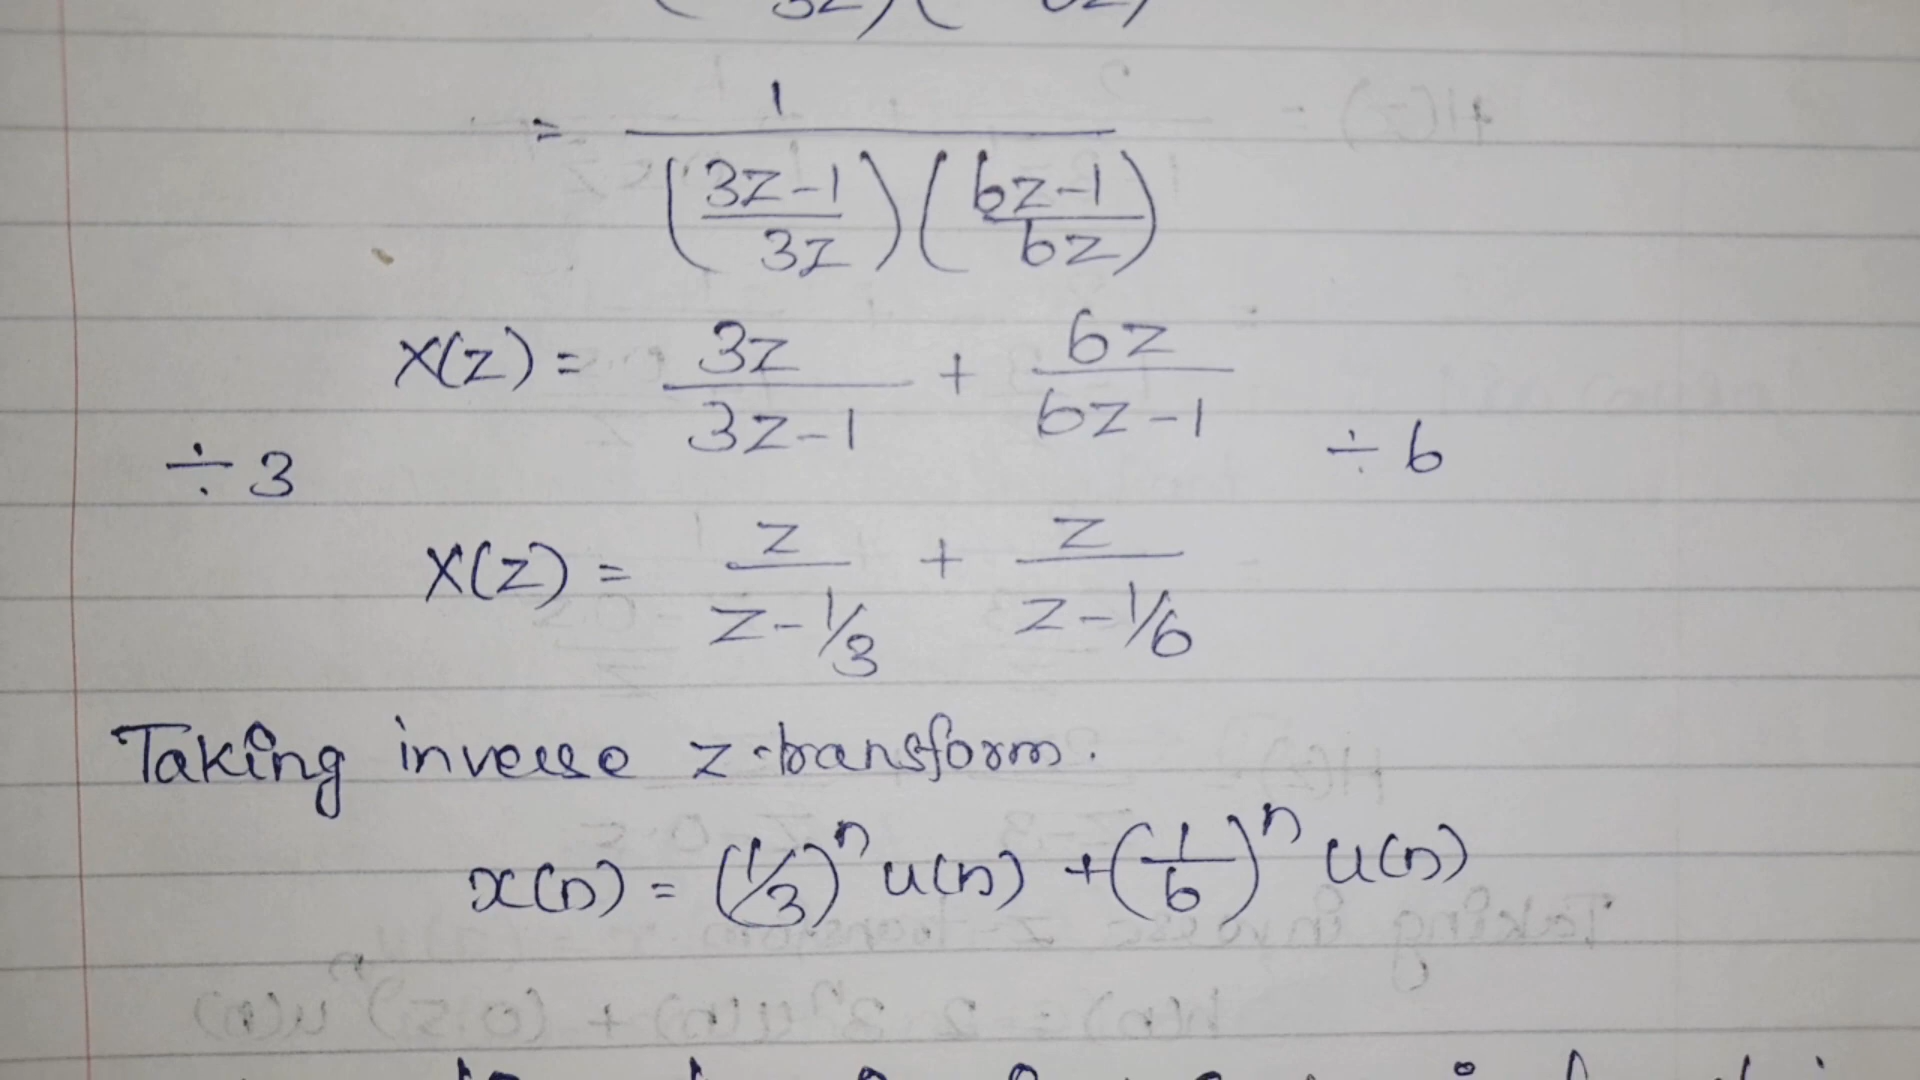 = 1 / ((3z-1)/(3z)) ((6z-1)/(6z))
X(z) = 3z/(3z-1) + 6z/(6z-1)
÷3 ÷6
X(z) = z/(z-1/3) + z/(z-1/6)
Taking inverse z-transform.
x(n) = (1/3)^n u(n) + (1/6)^n u(n)